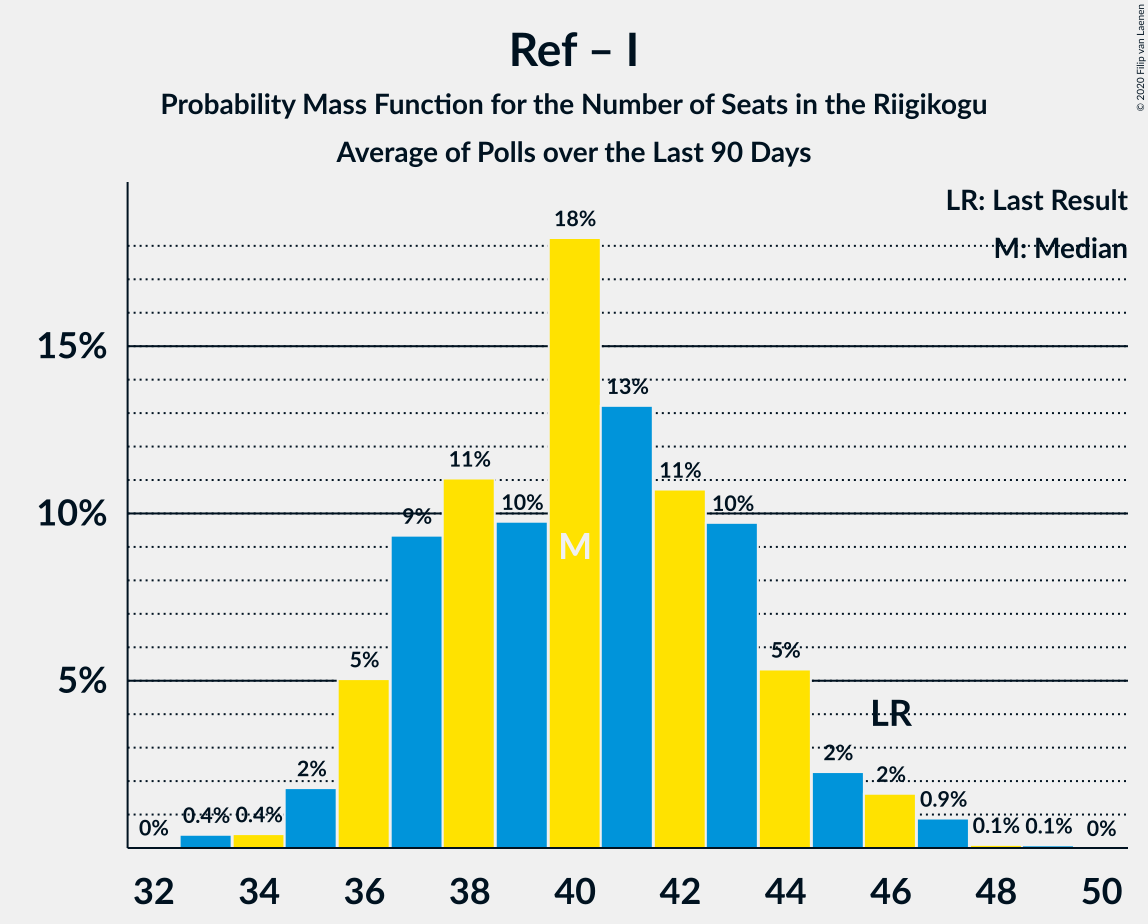 Ref – I
Probability Mass Function for the Number of Seats in the Riigikogu
Average of Polls over the Last 90 Days
© 2020 Filip van Laenen
LR: Last Result
M: Median
15%
10%
5%
0%
0.4%
0.4%
2%
5%
9%
11%
10%
18%
13%
11%
10%
5%
2%
2%
0.9%
0.1%
0.1%
0%
M
LR
32 34 36 38 40 42 44 46 48 50